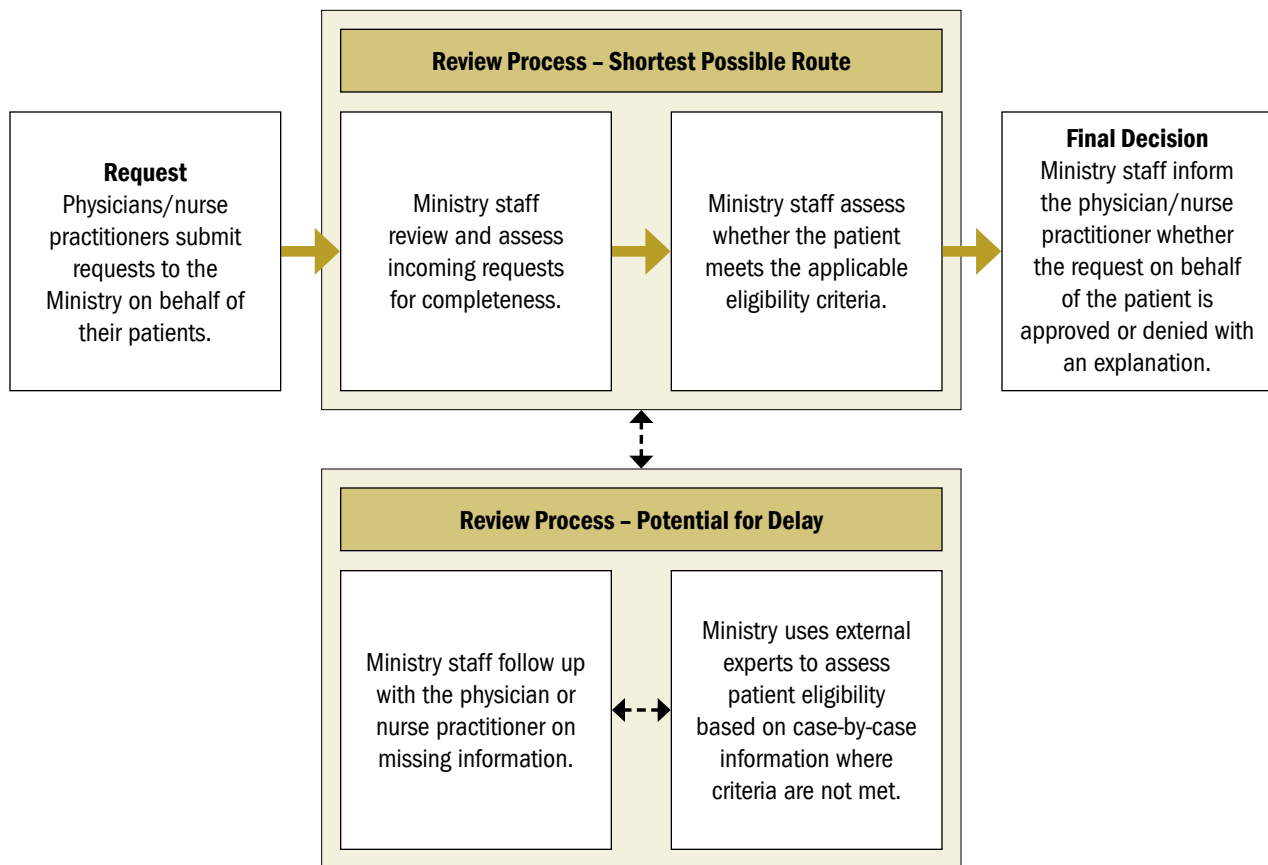 Review Process – Shortest Possible Route
Request
Physicians/nurse
practitioners submit
requests to the
Ministry on behalf of
their patients.
Ministry staff
review and assess
incoming requests
for completeness.
Ministry staff assess
whether the patient
meets the applicable
eligibility criteria.
Final Decision
Ministry staff inform
the physician/nurse
practitioner whether
the request on behalf
of the patient is
approved or denied with
an explanation.
Review Process – Potential for Delay
Ministry staff follow up
with the physician or
nurse practitioner on
missing information.
Ministry uses external
experts to assess
patient eligibility
based on case-by-case
information where
criteria are not met.